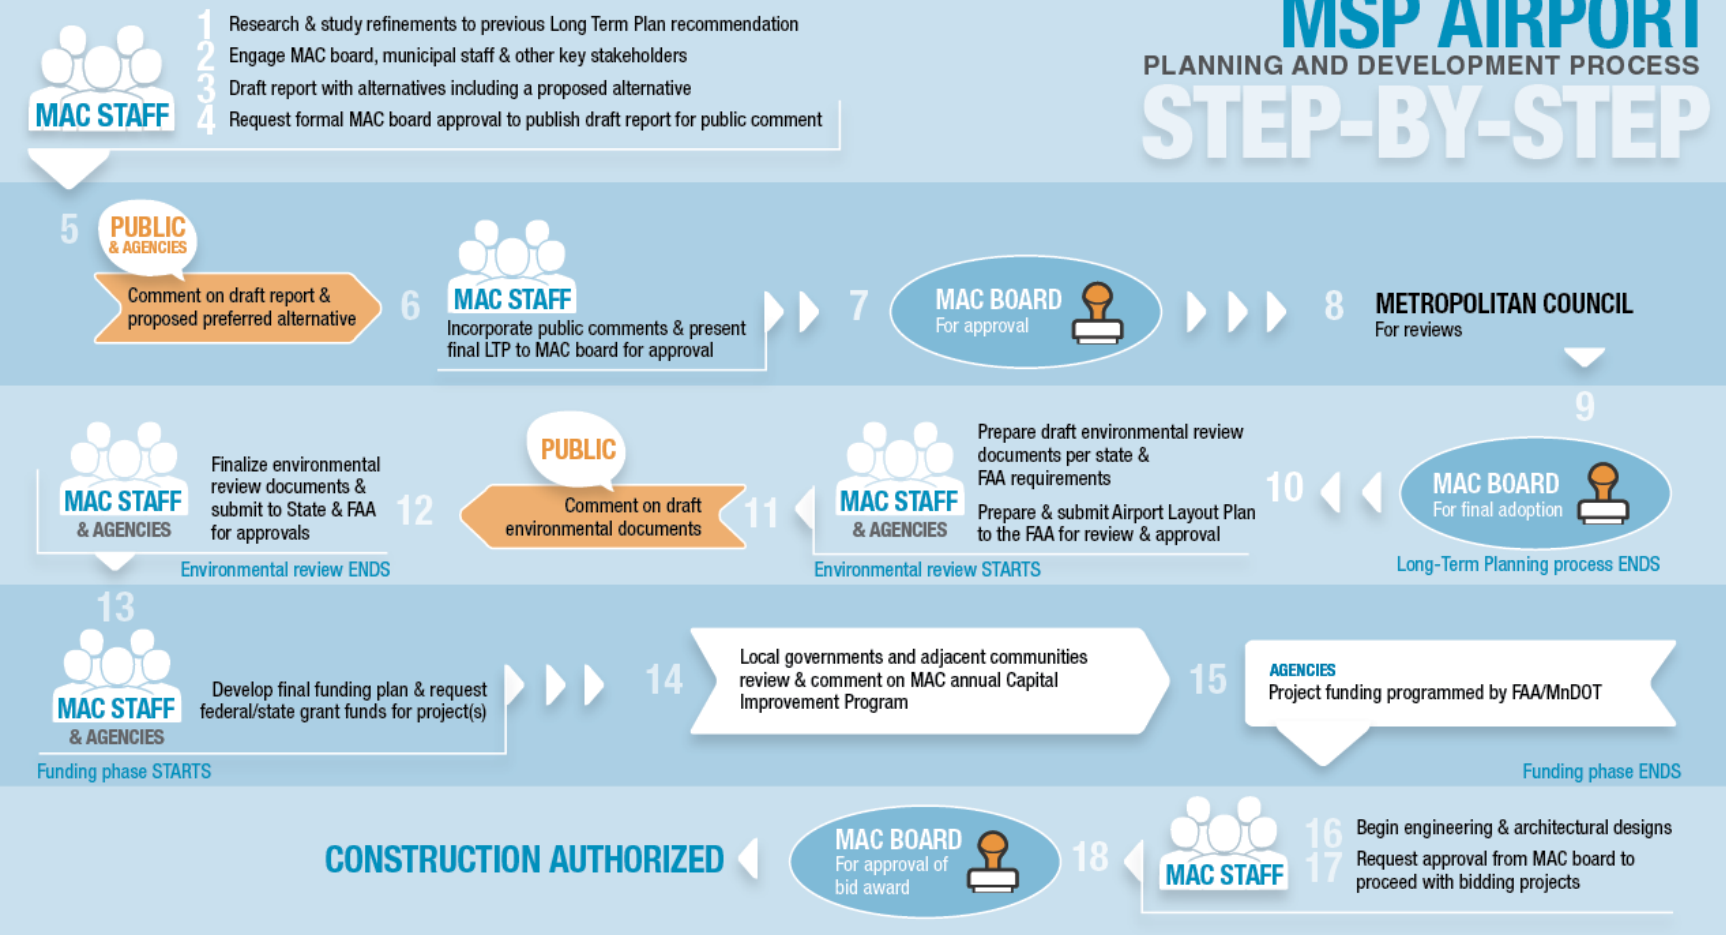 MSP AIRPORT
PLANNING AND DEVELOPMENT PROCESS
STEP-BY-STEP
MAC STAFF
1 Research & study refinements to previous Long Term Plan recommendation
2 Engage MAC board, municipal staff & other key stakeholders
3 Draft report with alternatives including a proposed alternative
4 Request formal MAC board approval to publish draft report for public comment
5
PUBLIC
& AGENCIES
Comment on draft report &
proposed preferred alternative
6
MAC STAFF
Incorporate public comments & present
final LTP to MAC board for approval
7
MAC BOARD
For approval
8
METROPOLITAN COUNCIL
For reviews
9
MAC BOARD
For final adoption
Long-Term Planning process ENDS
10
Prepare draft environmental review
documents per state &
FAA requirements
Prepare & submit Airport Layout Plan
to the FAA for review & approval
MAC STAFF
& AGENCIES
Environmental review STARTS
11
PUBLIC
Comment on draft
environmental documents
12
Finalize environmental
review documents &
submit to State & FAA
for approvals
MAC STAFF
& AGENCIES
Environmental review ENDS
13
MAC STAFF
& AGENCIES
Develop final funding plan & request
federal/state grant funds for project(s)
Funding phase STARTS
14
Local governments and adjacent communities
review & comment on MAC annual Capital
Improvement Program
15
AGENCIES
Project funding programmed by FAA/MnDOT
Funding phase ENDS
MAC STAFF
16 Begin engineering & architectural designs
17 Request approval from MAC board to
proceed with bidding projects
18
MAC BOARD
For approval of
bid award
CONSTRUCTION AUTHORIZED